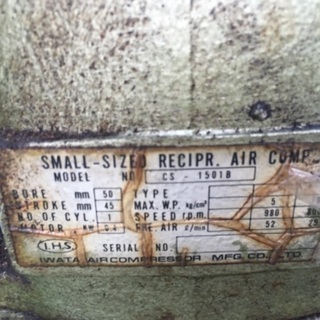 SMALL-SIZED RECIPR. AIR COMP
MODEL NO CS - 1501B
BORE mm 50 TYPE
STROKE mm 45 MAX. W.P. kg/cm² 5
NO. OF CYL. 1 SPEED r.p.m. 980
MOTOR kw 0.4 FRE. AIR ℓ/min 52
I.H.S SERIAL NO.
IWATA AIR COMPRESSOR MFG. CO., LTD.